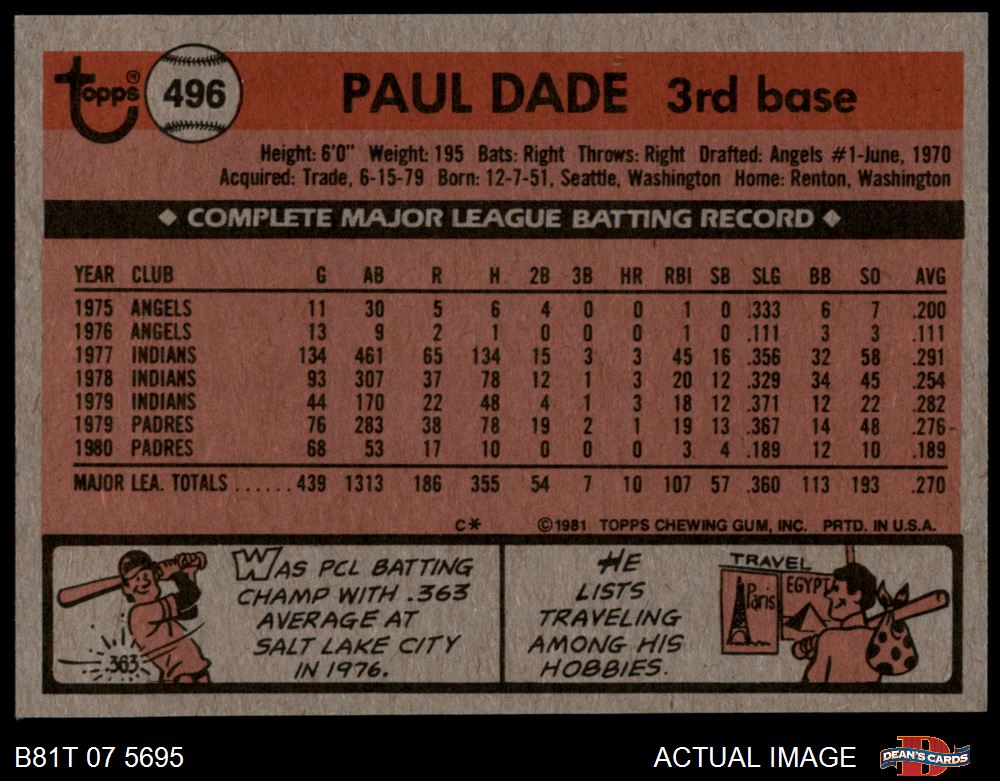 Topps® 496 PAUL DADE 3rd base
Height: 6'0" Weight: 195 Bats: Right Throws: Right Drafted: Angels #1-June, 1970
Acquired: Trade, 6-15-79 Born: 12-7-51, Seattle, Washington Home: Renton, Washington
◆ COMPLETE MAJOR LEAGUE BATTING RECORD ◆
YEAR CLUB G AB R H 2B 3B HR RBI SB SLG BB SO AVG
1975 ANGELS 11 30 5 6 4 0 0 1 0 .333 6 7 .200
1976 ANGELS 13 9 2 1 0 0 0 1 0 .111 3 3 .111
1977 INDIANS 134 461 65 134 15 3 3 45 16 .356 32 58 .291
1978 INDIANS 93 307 37 78 12 1 3 20 12 .329 34 45 .254
1979 INDIANS 44 170 22 48 4 1 3 18 12 .371 12 22 .282
1979 PADRES 76 283 38 78 19 2 1 19 13 .367 14 48 .276
1980 PADRES 68 53 17 10 0 0 0 3 4 .189 12 10 .189
MAJOR LEA. TOTALS ......439 1313 186 355 54 7 10 107 57 .360 113 193 .270
C* ©1981 TOPPS CHEWING GUM, INC. PRTD. IN U.S.A.
WAS PCL BATTING
CHAMP WITH .363
AVERAGE AT
SALT LAKE CITY
IN 1976.
.363
HE
LISTS
TRAVELING
AMONG HIS
HOBBIES.
TRAVEL
Paris
EGYPT
B81T 07 5695 ACTUAL IMAGE DEAN'S CARDS